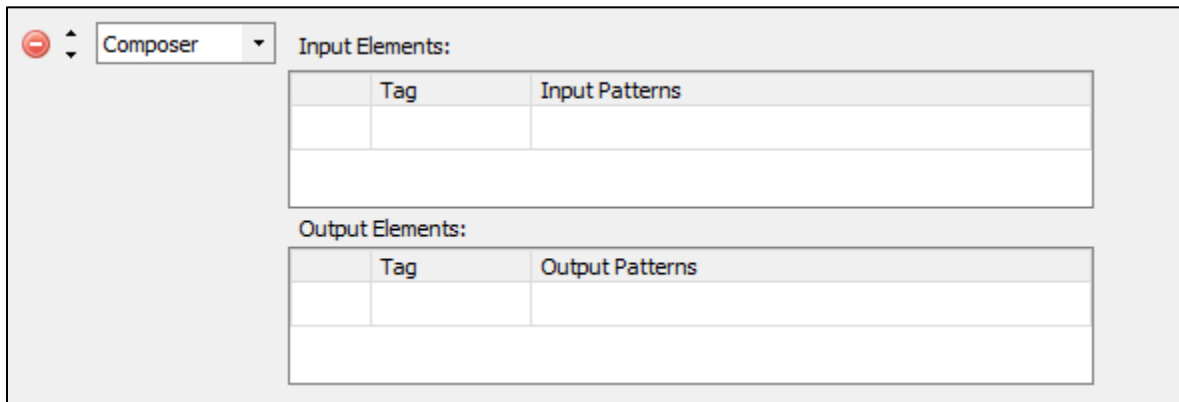 Composer
Input Elements:
Tag Input Patterns
Output Elements:
Tag Output Patterns